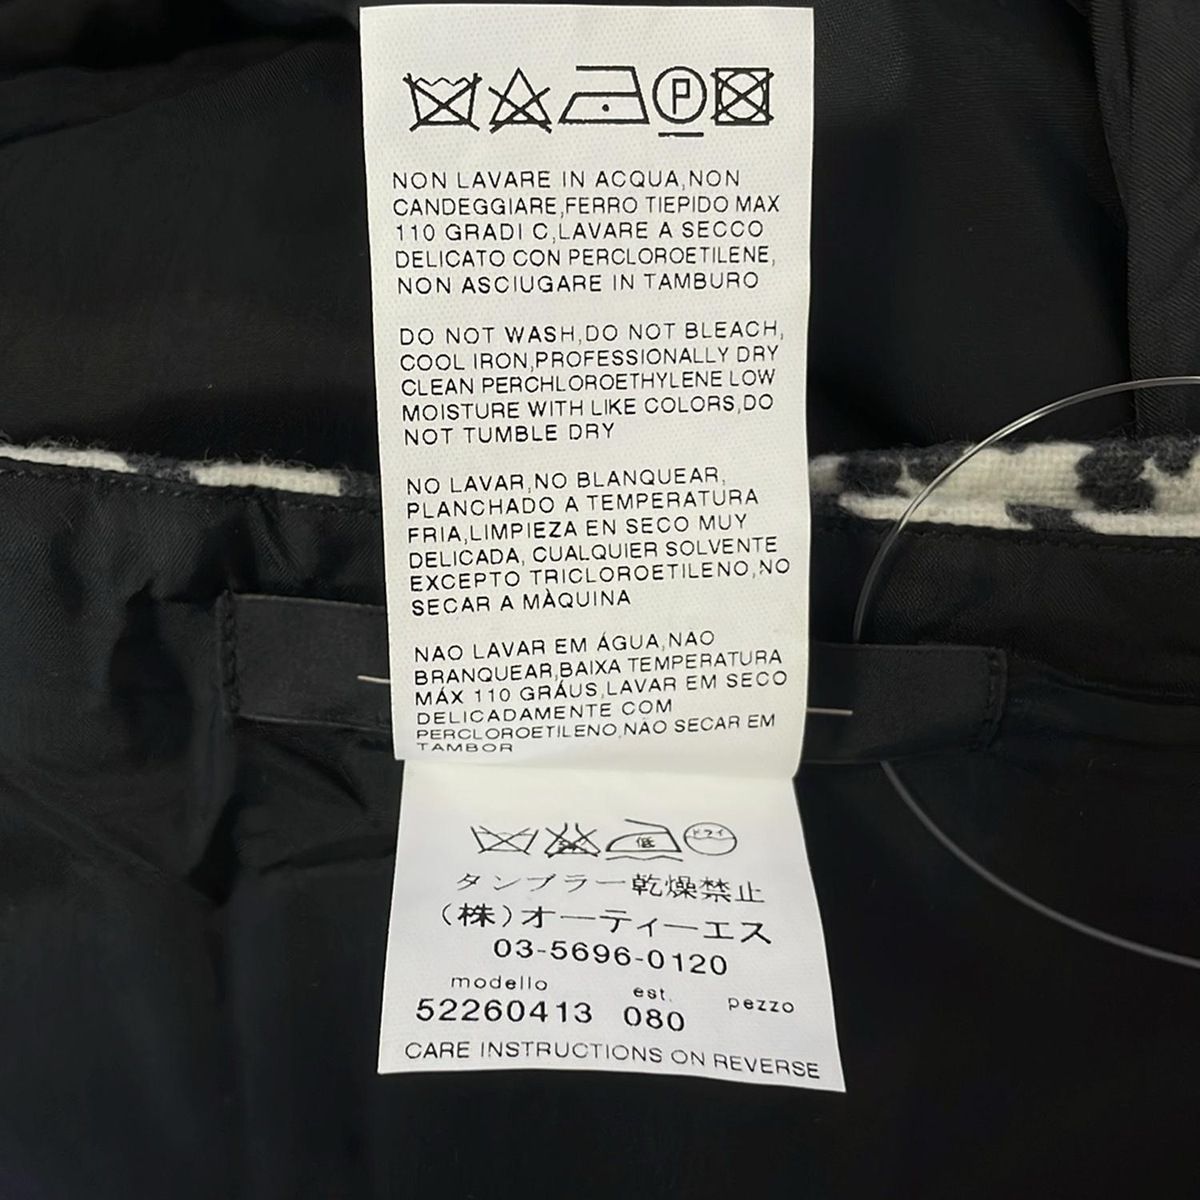 P
NON LAVARE IN ACQUA,NON
CANDEGGIARE,FERRO TIEPIDO MAX
110 GRADI C,LAVARE A SECCO
DELICATO CON PERCLOROETILENE,
NON ASCIUGARE IN TAMBURO
DO NOT WASH,DO NOT BLEACH,
COOL IRON,PROFESSIONALLY DRY
CLEAN PERCHLOROETHYLENE LOW
MOISTURE WITH LIKE COLORS,DO
NOT TUMBLE DRY
NO LAVAR,NO BLANQUEAR,
PLANCHADO A TEMPERATURA
FRIA,LIMPIEZA EN SECO MUY
DELICADA, CUALQUIER SOLVENTE
EXCEPTO TRICLOROETILENO,NO
SECAR A MÀQUINA
NAO LAVAR EM ÁGUA,NAO
BRANQUEAR,BAIXA TEMPERATURA
MÁX 110 GRÁUS,LAVAR EM SECO
DELICADAMENTE COM
PERCLOROETILENO,NAO SECAR EM
TAMBOR
低 ドライ
タンブラー乾燥禁止
(株)オーティーエス
03-5696-0120
modello est. pezzo
52260413 080
CARE INSTRUCTIONS ON REVERSE